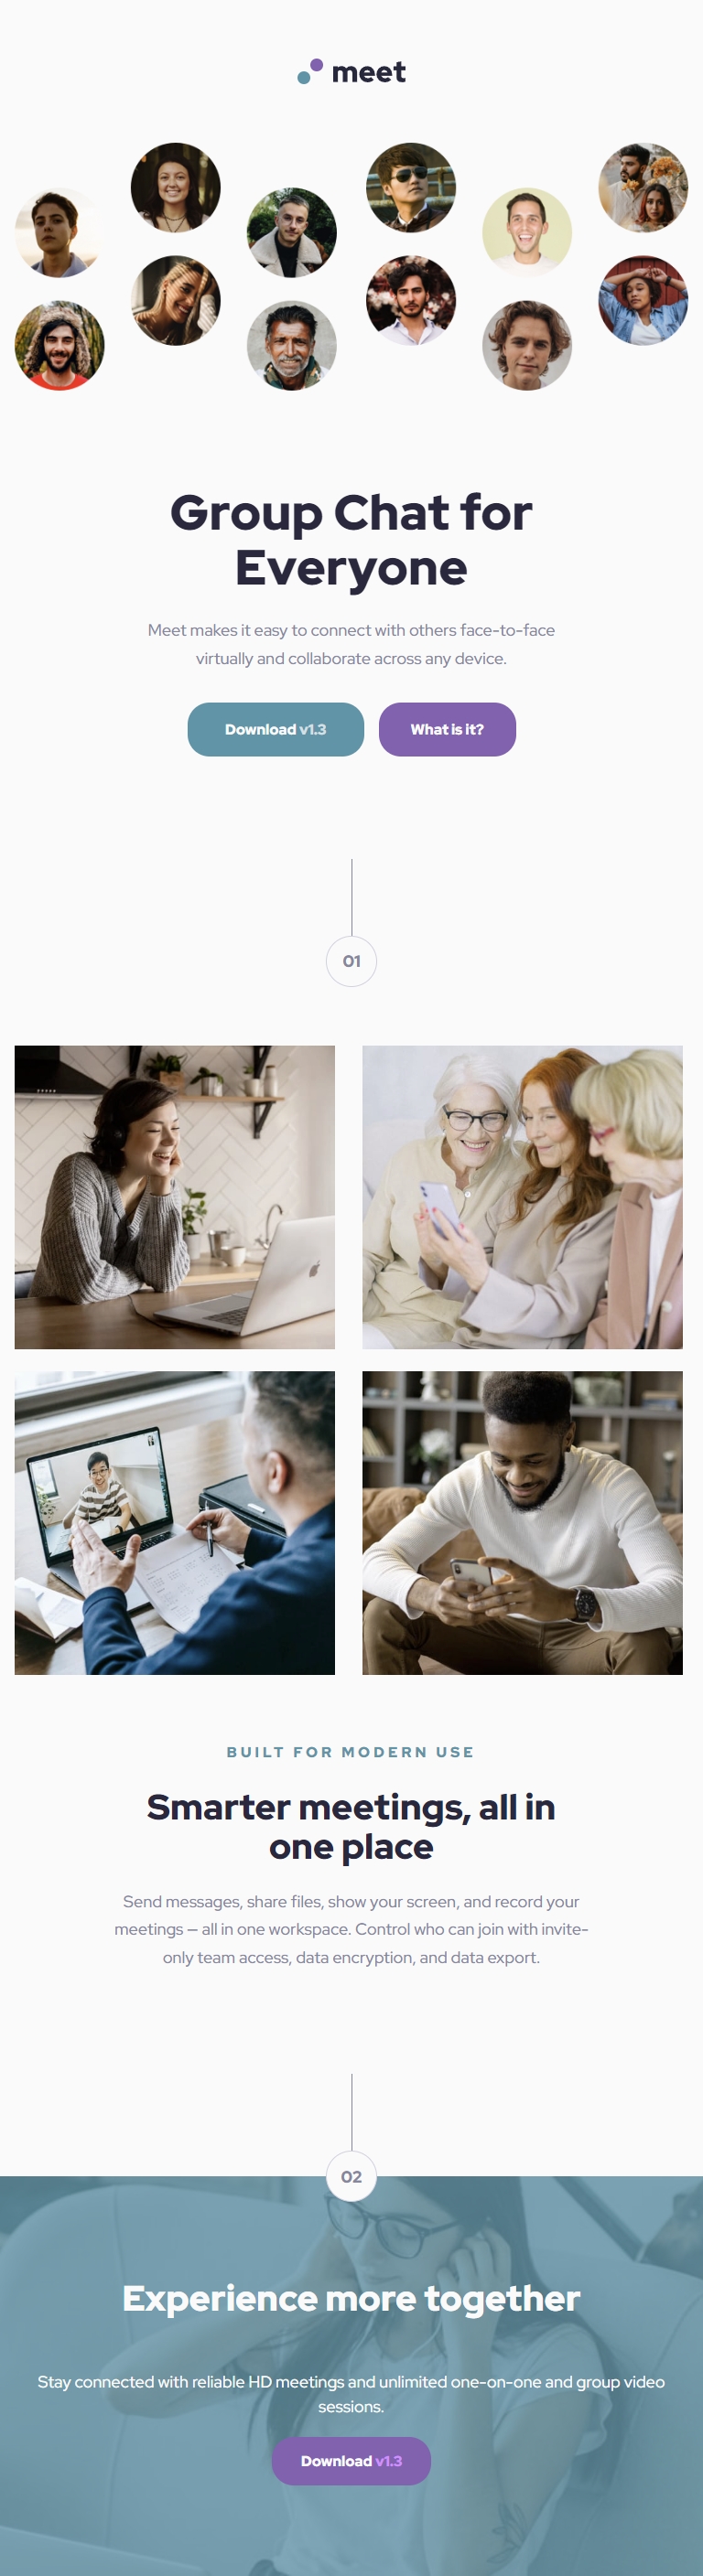 meet
Group Chat for
Everyone
Meet makes it easy to connect with others face-to-face
virtually and collaborate across any device.
Download v1.3
What is it?
01
BUILT FOR MODERN USE
Smarter meetings, all in
one place
Send messages, share files, show your screen, and record your
meetings — all in one workspace. Control who can join with invite-
only team access, data encryption, and data export.
02
Experience more together
Stay connected with reliable HD meetings and unlimited one-on-one and group video
sessions.
Download v1.3